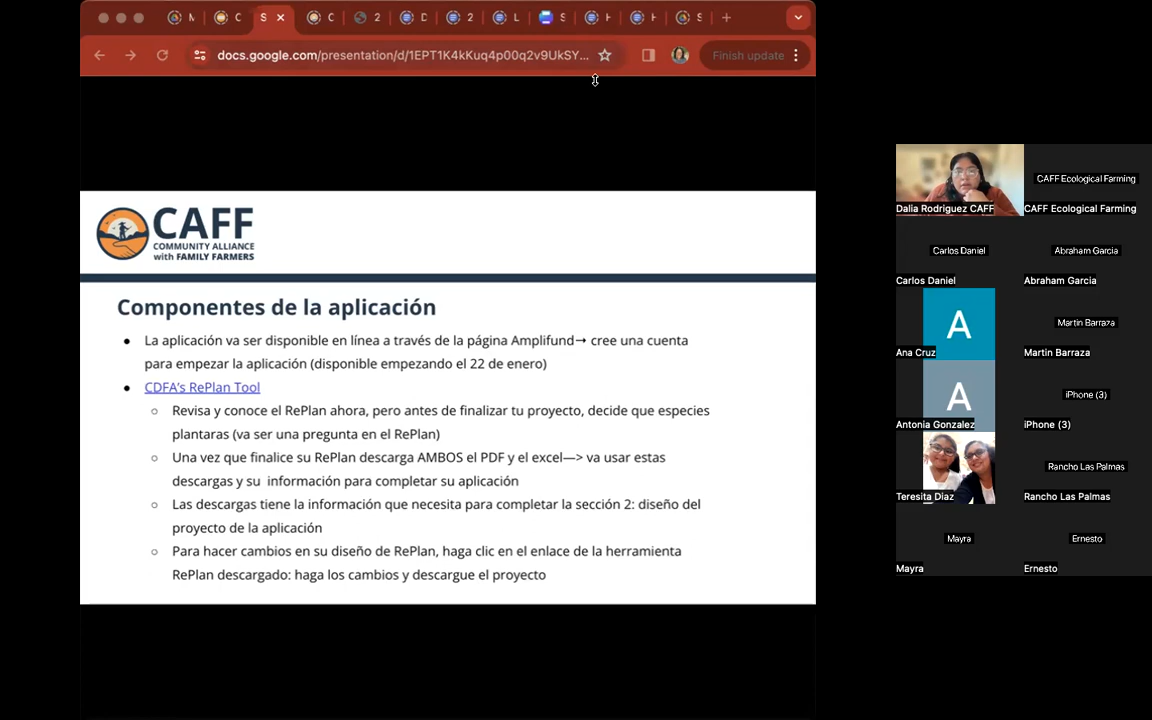 M
C
S
C
2
D
2
L
S
H
H
S
docs.google.com/presentation/d/1EPT1K4kKuq4p00q2v9UkSY...
Finish update
CAFF
COMMUNITY ALLIANCE
with FAMILY FARMERS
Componentes de la aplicación
• La aplicación va ser disponible en línea a través de la página Amplifund→ cree una cuenta
para empezar la aplicación (disponible empezando el 22 de enero)
• CDFA's RePlan Tool
○ Revisa y conoce el RePlan ahora, pero antes de finalizar tu proyecto, decide que especies
plantaras (va ser una pregunta en el RePlan)
○ Una vez que finalice su RePlan descarga AMBOS el PDF y el excel—> va usar estas
descargas y su información para completar su aplicación
○ Las descargas tiene la información que necesita para completar la sección 2: diseño del
proyecto de la aplicación
○ Para hacer cambios en su diseño de RePlan, haga clic en el enlace de la herramienta
RePlan descargado: haga los cambios y descargue el proyecto
Dalia Rodriguez CAFF
CAFF Ecological Farming
CAFF Ecological Farming
Carlos Daniel
Carlos Daniel
Abraham Garcia
Abraham Garcia
A
Ana Cruz
Martin Barraza
Martin Barraza
A
Antonia Gonzalez
iPhone (3)
iPhone (3)
Teresita Diaz
Rancho Las Palmas
Rancho Las Palmas
Mayra
Mayra
Ernesto
Ernesto